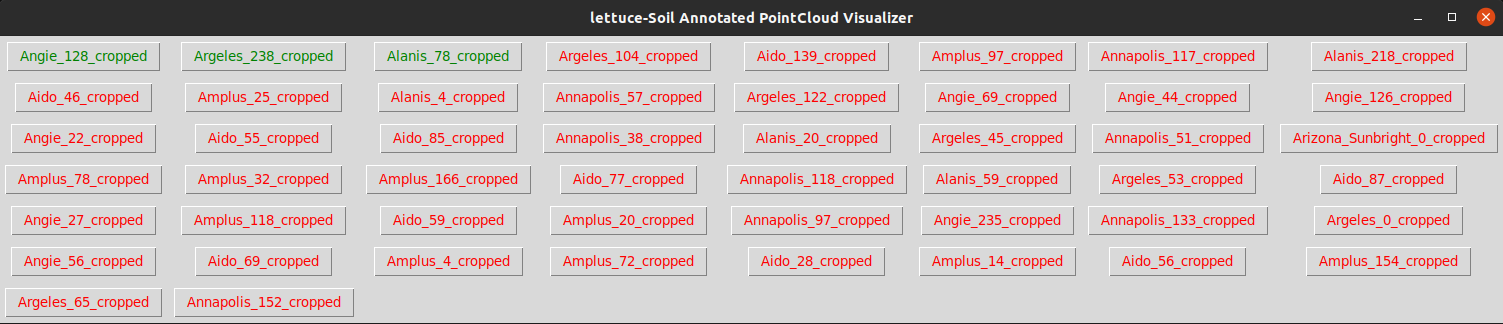 lettuce-Soil Annotated PointCloud Visualizer
Angie_128_cropped Argeles_238_cropped Alanis_78_cropped Argeles_104_cropped Aido_139_cropped Amplus_97_cropped Annapolis_117_cropped Alanis_218_cropped
Aido_46_cropped Amplus_25_cropped Alanis_4_cropped Annapolis_57_cropped Argeles_122_cropped Angie_69_cropped Angie_44_cropped Angie_126_cropped
Angie_22_cropped Aido_55_cropped Aido_85_cropped Annapolis_38_cropped Alanis_20_cropped Argeles_45_cropped Annapolis_51_cropped Arizona_Sunbright_0_cropped
Amplus_78_cropped Amplus_32_cropped Amplus_166_cropped Aido_77_cropped Annapolis_118_cropped Alanis_59_cropped Argeles_53_cropped Aido_87_cropped
Angie_27_cropped Amplus_118_cropped Aido_59_cropped Amplus_20_cropped Annapolis_97_cropped Angie_235_cropped Annapolis_133_cropped Argeles_0_cropped
Angie_56_cropped Aido_69_cropped Amplus_4_cropped Amplus_72_cropped Aido_28_cropped Amplus_14_cropped Aido_56_cropped Amplus_154_cropped
Argeles_65_cropped Annapolis_152_cropped